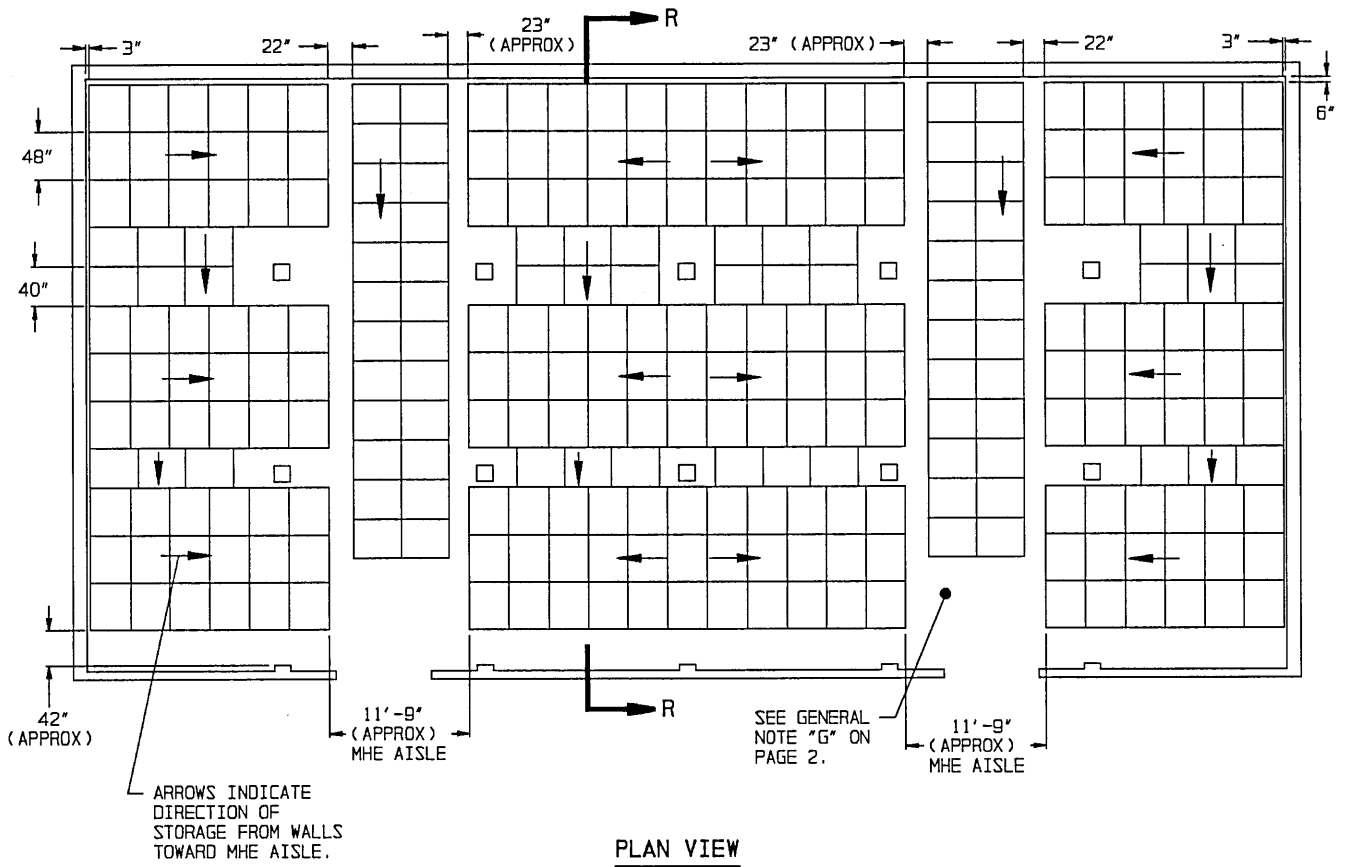 R
23"
(APPROX)
3"
22"
23" (APPROX)
22"
3"
6"
48"
40"
42"
(APPROX)
11'-9"
(APPROX)
MHE AISLE
R
SEE GENERAL
NOTE "G" ON
PAGE 2.
11'-9"
(APPROX)
MHE AISLE
ARROWS INDICATE
DIRECTION OF
STORAGE FROM WALLS
TOWARD MHE AISLE.
PLAN VIEW